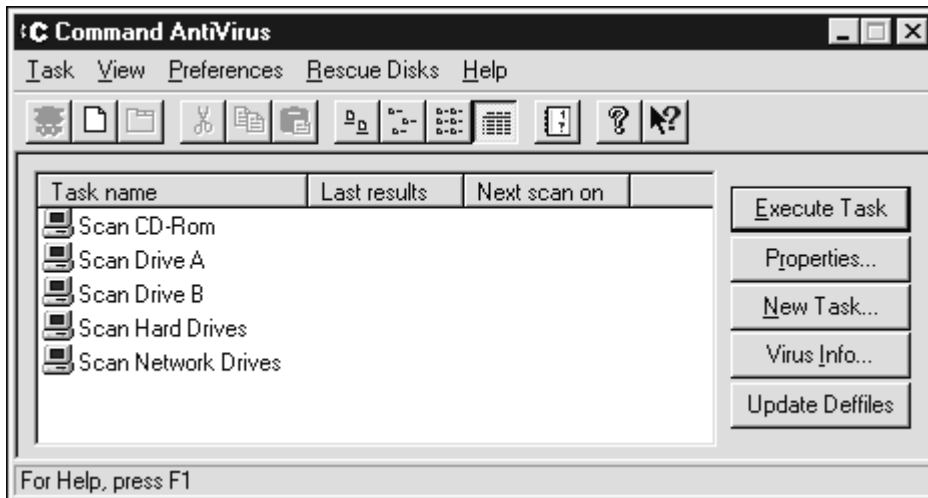 Command AntiVirus
Task View Preferences Rescue Disks Help
Task name Last results Next scan on
Scan CD-Rom
Scan Drive A
Scan Drive B
Scan Hard Drives
Scan Network Drives
Execute Task
Properties...
New Task...
Virus Info...
Update Deffiles
For Help, press F1